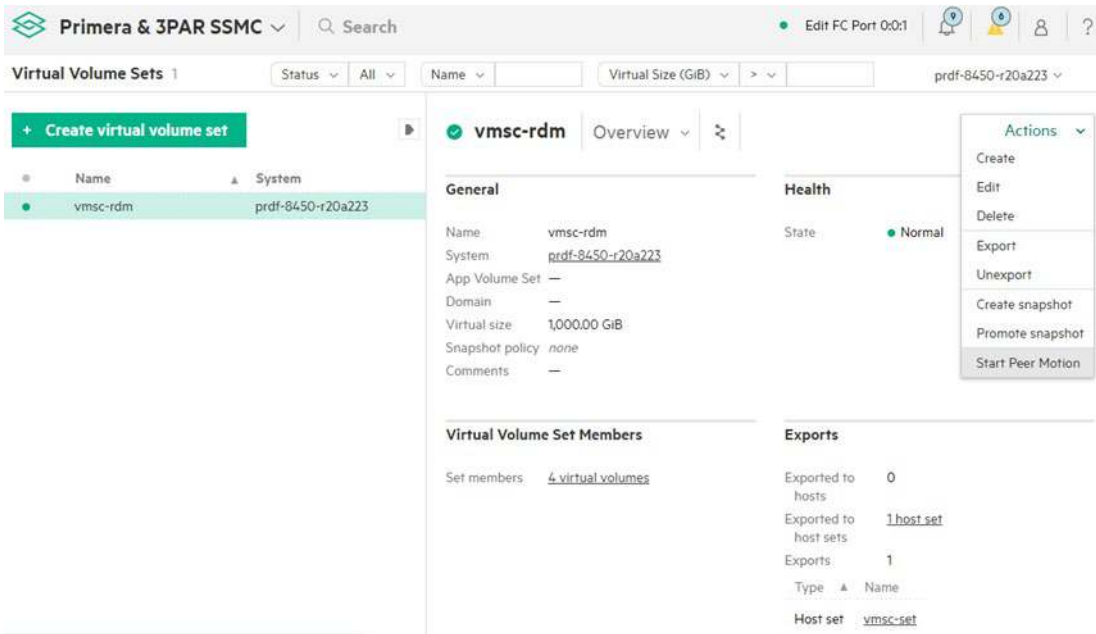 Primera & 3PAR SSMC
Search
Edit FC Port 0:0:1
9
6
?
Virtual Volume Sets 1
Status
All
Name
Virtual Size (GiB)
>
prdf-8450-r20a223
+ Create virtual volume set
Name System
vmsc-rdm prdf-8450-r20a223
vmsc-rdm
Overview
Actions
Create
Edit
Delete
Export
Unexport
Create snapshot
Promote snapshot
Start Peer Motion
General
Name vmsc-rdm
System prdf-8450-r20a223
App Volume Set —
Domain —
Virtual size 1,000.00 GiB
Snapshot policy none
Comments —
Health
State Normal
Virtual Volume Set Members
Set members 4 virtual volumes
Exports
Exported to hosts 0
Exported to host sets 1 host set
Exports 1
Type Name
Host set vmsc-set